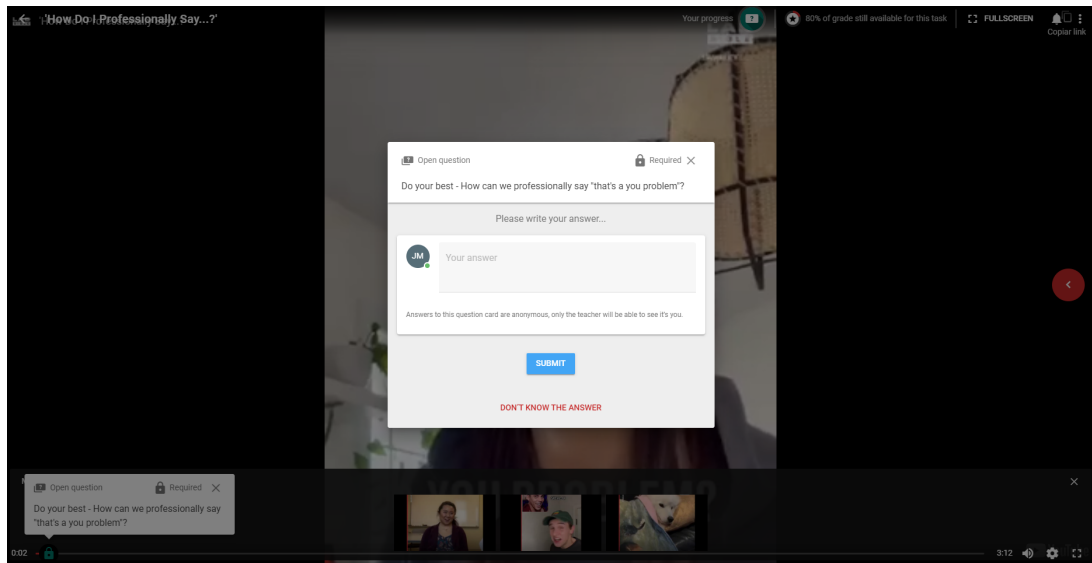 'How Do I Professionally Say...?'
Your progress
80% of grade still available for this task
FULLSCREEN
Copiar link
Open question
Required
Do your best - How can we professionally say "that's a you problem"?
Please write your answer...
JM
Your answer
Answers to this question card are anonymous, only the teacher will be able to see it's you.
SUBMIT
DON'T KNOW THE ANSWER
YOU PROBLEM?
Open question
Required
Do your best - How can we professionally say
"that's a you problem"?
0:02
3:12